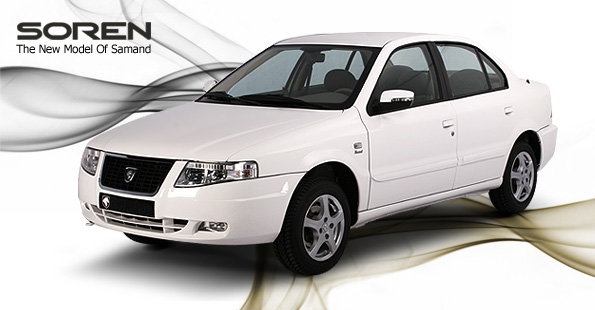 SOREN
The New Model Of Samand